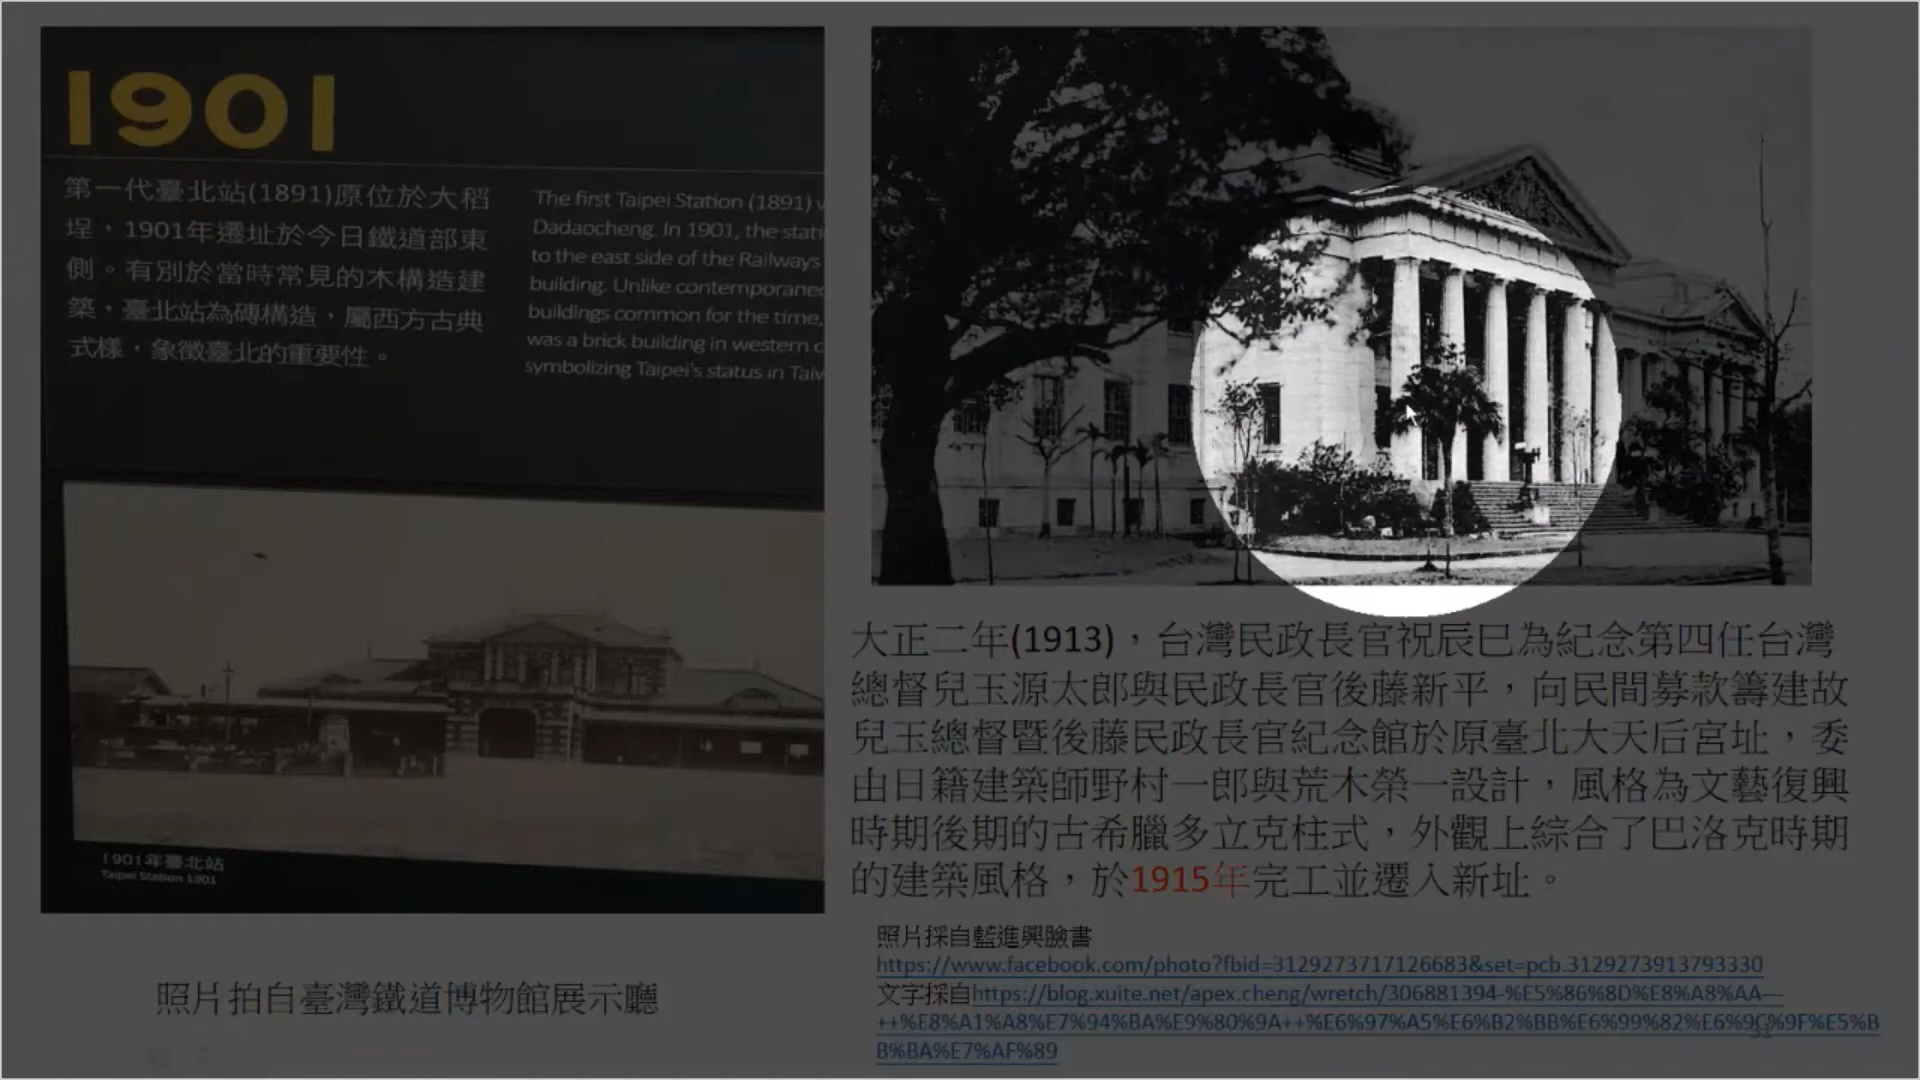 1901
第一代臺北站(1891)原位於大稻
埕，1901年遷址於今日鐵道部東
側。有別於當時常見的木構造建
築，臺北站為磚構造，屬西方古典
式樣，象徵臺北的重要性。
The first Taipei Station (1891)
Dadaocheng. In 1901, the stati
to the east side of the Railways
building. Unlike contemporane
buildings common for the time,
was a brick building in western c
symbolizing Taipei's status in Taiw
1901年臺北站
Taipei Station 1901
照片拍自臺灣鐵道博物館展示廳
大正二年(1913)，台灣民政長官祝辰巳為紀念第四任台灣
總督兒玉源太郎與民政長官後藤新平，向民間募款籌建故
兒玉總督暨後藤民政長官紀念館於原臺北大天后宮址，委
由日籍建築師野村一郎與荒木榮一設計，風格為文藝復興
時期後期的古希臘多立克柱式，外觀上綜合了巴洛克時期
的建築風格，於1915年完工並遷入新址。
照片採自藍進興臉書
https://www.facebook.com/photo?fbid=3129273717126683&set=pcb.3129273913793330
文字採自https://blog.xuite.net/apex.cheng/wretch/306881394-%E5%86%8D%E8%A8%AA---
++%E8%A1%A8%E7%94%BA%E9%80%9A++%E6%97%A5%E6%B2%BB%E6%99%82%E6%9C%9F%E5%B
B%BA%E7%AF%89